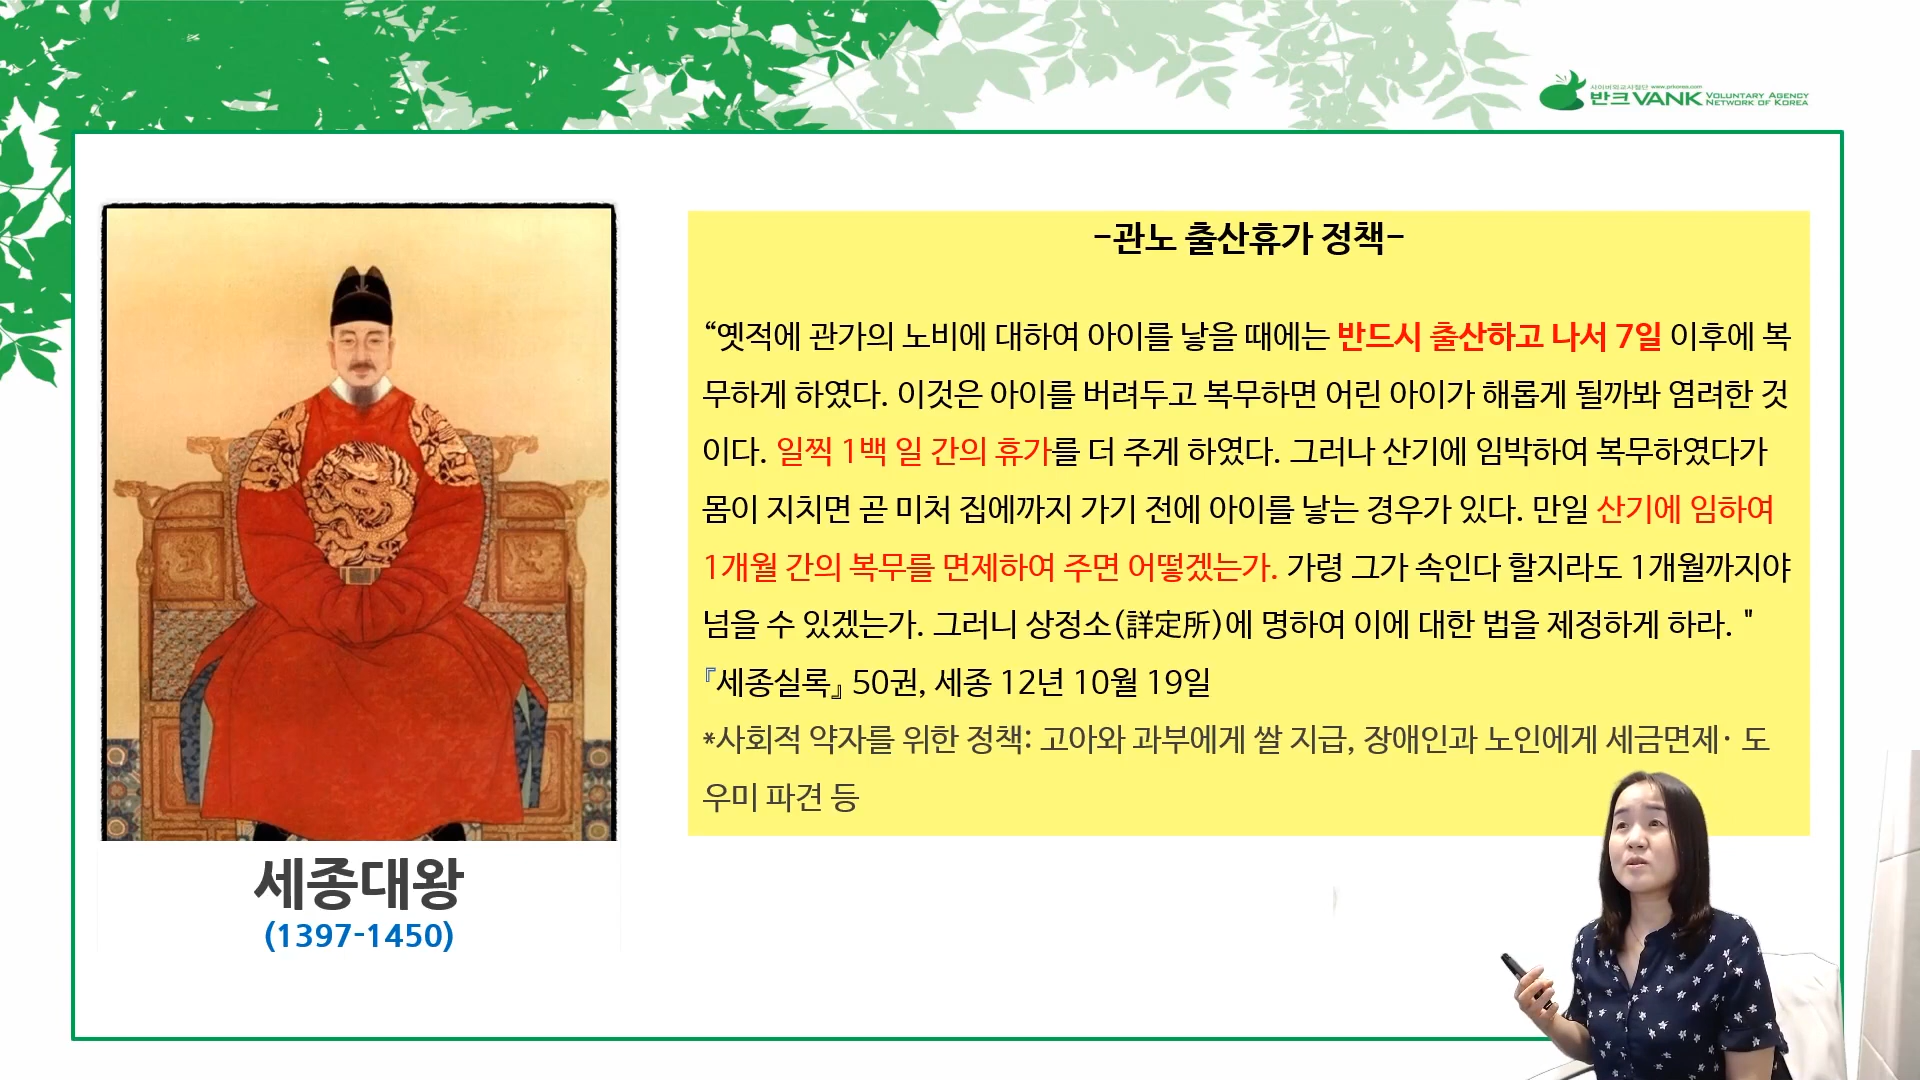 사이버외교사절단 www.prkorea.com
반크 VANK VOLUNTARY AGENCY
NETWORK OF KOREA
-관노 출산휴가 정책-
“옛적에 관가의 노비에 대하여 아이를 낳을 때에는 반드시 출산하고 나서 7일 이후에 복
무하게 하였다. 이것은 아이를 버려두고 복무하면 어린 아이가 해롭게 될까봐 염려한 것
이다. 일찍 1백 일 간의 휴가를 더 주게 하였다. 그러나 산기에 임박하여 복무하였다가
몸이 지치면 곧 미처 집에까지 가기 전에 아이를 낳는 경우가 있다. 만일 산기에 임하여
1개월 간의 복무를 면제하여 주면 어떻겠는가. 가령 그가 속인다 할지라도 1개월까지야
넘을 수 있겠는가. 그러니 상정소(詳定所)에 명하여 이에 대한 법을 제정하게 하라. "
『세종실록』 50권, 세종 12년 10월 19일
*사회적 약자를 위한 정책: 고아와 과부에게 쌀 지급, 장애인과 노인에게 세금면제· 도
우미 파견 등
세종대왕
(1397-1450)